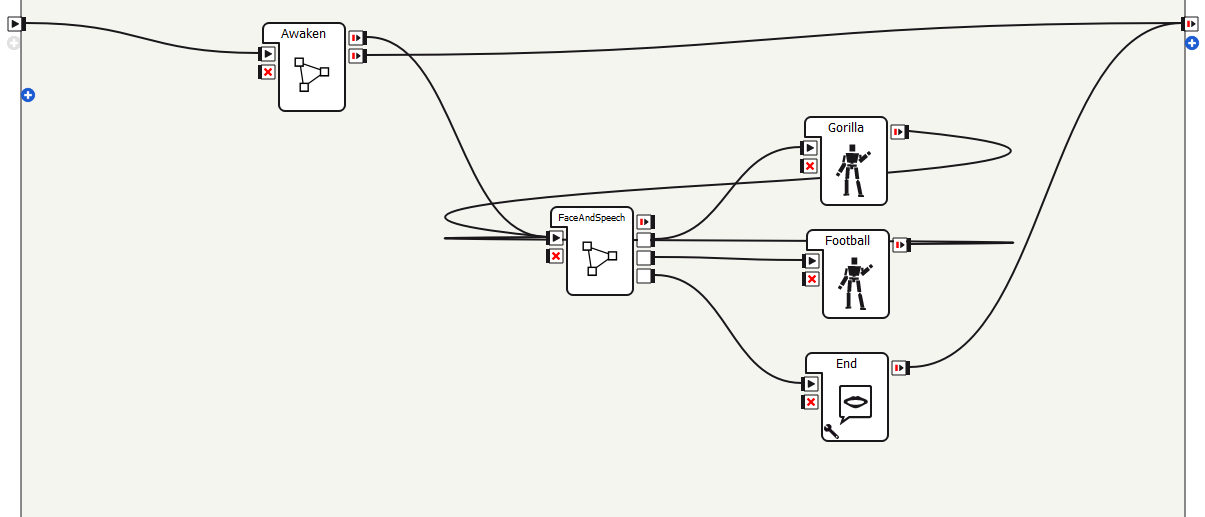 Awaken
Gorilla
FaceAndSpeech
Football
End